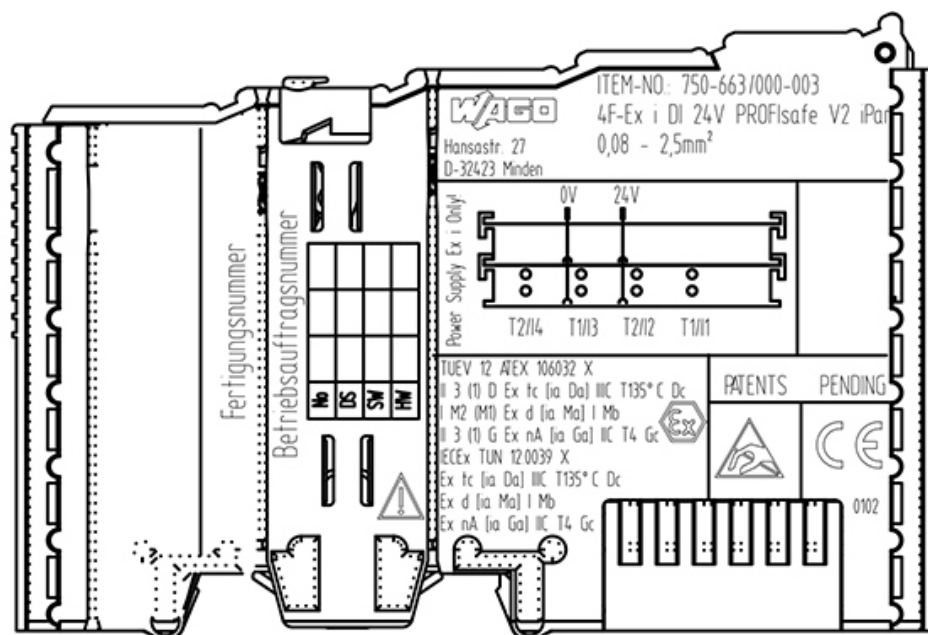 WAGO
Hansastr. 27
D-32423 Minden
ITEM-NO.: 750-663/000-003
4F-Ex i DI 24V PROFIsafe V2 iPar
0,08 - 2,5mm²
Power Supply Ex i Only!
0V 24V
T2/I4 T1/I3 T2/I2 T1/I1
Fertigungsnummer
Betriebsauftragsnummer
No
DS
SW
HW
TUEV 12 ATEX 106032 X
II 3 (1) D Ex tc [ia Da] IIIC T135°C Dc
I M2 (M1) Ex d [ia Ma] I Mb
II 3 (1) G Ex nA [ia Ga] IIC T4 Gc
IECEx TUN 12.0039 X
Ex tc [ia Da] IIIC T135°C Dc
Ex d [ia Ma] I Mb
Ex nA [ia Ga] IIC T4 Gc
Ex
PATENTS PENDING
CE
0102